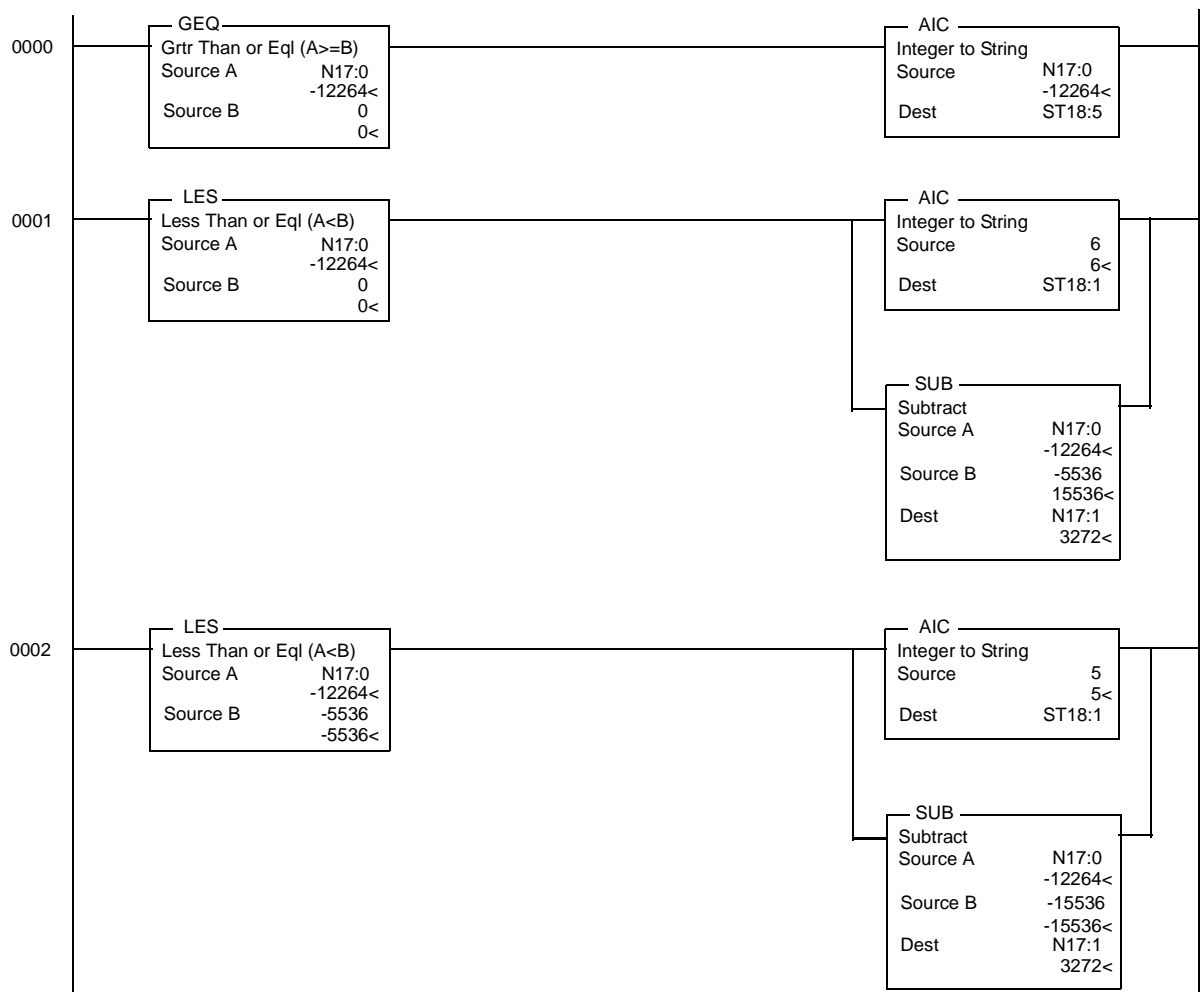 GEQ
0000
Grtr Than or Eql (A>=B)
Source A N17:0
-12264<
Source B 0
0<
AIC
Integer to String
Source N17:0
-12264<
Dest ST18:5
LES
0001
Less Than or Eql (A<B)
Source A N17:0
-12264<
Source B 0
0<
AIC
Integer to String
Source 6
6<
Dest ST18:1
SUB
Subtract
Source A N17:0
-12264<
Source B -5536
15536<
Dest N17:1
3272<
LES
0002
Less Than or Eql (A<B)
Source A N17:0
-12264<
Source B -5536
-5536<
AIC
Integer to String
Source 5
5<
Dest ST18:1
SUB
Subtract
Source A N17:0
-12264<
Source B -15536
-15536<
Dest N17:1
3272<